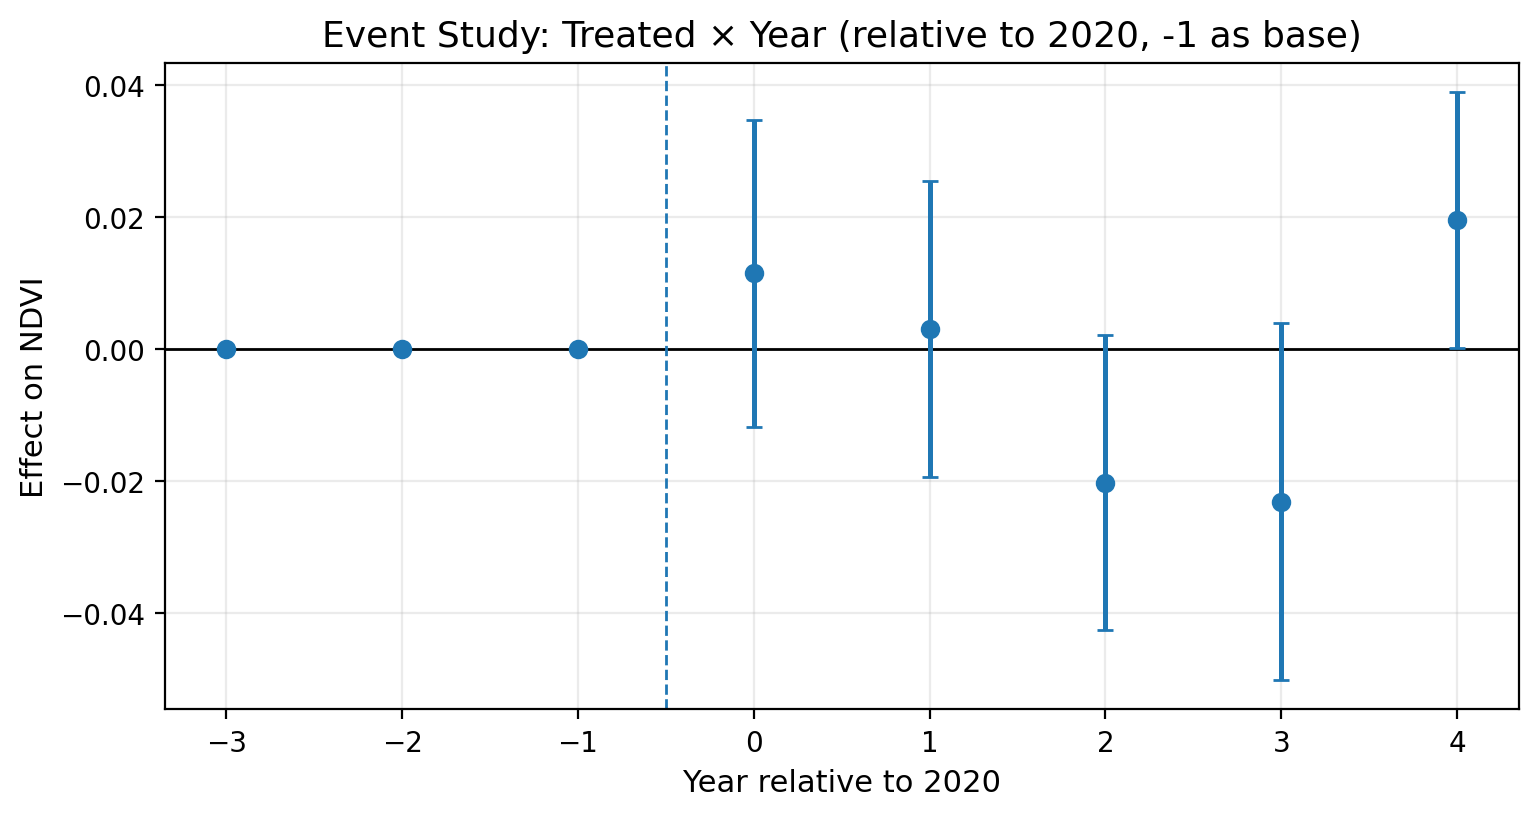 Event Study: Treated × Year (relative to 2020, -1 as base)
Effect on NDVI
0.04
0.02
0.00
−0.02
−0.04
−3 −2 −1 0 1 2 3 4
Year relative to 2020